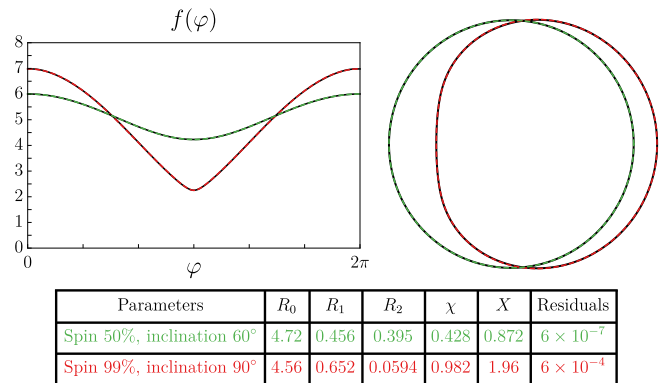 f(φ)
8
7
6
5
4
3
2
1
0
0 φ 2π
Parameters R₀ R₁ R₂ χ X Residuals
Spin 50%, inclination 60° 4.72 0.456 0.395 0.428 0.872 6 × 10⁻⁷
Spin 99%, inclination 90° 4.56 0.652 0.0594 0.982 1.96 6 × 10⁻⁴